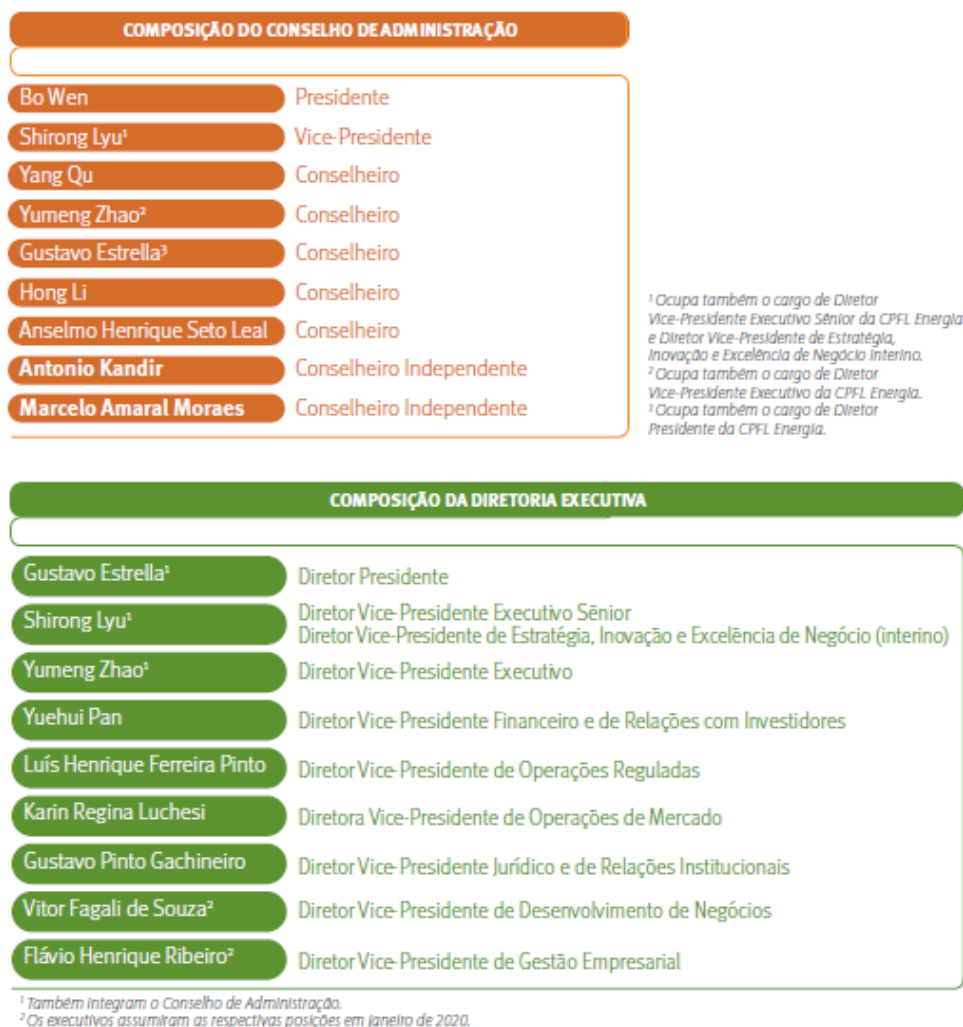 COMPOSIÇÃO DO CONSELHO DE ADMINISTRAÇÃO
Bo Wen Presidente
Shirong Lyu¹ Vice-Presidente
Yang Qu Conselheiro
Yumeng Zhao² Conselheiro
Gustavo Estrella³ Conselheiro
Hong Li Conselheiro
Anselmo Henrique Seto Leal Conselheiro
Antonio Kandir Conselheiro Independente
Marcelo Amaral Moraes Conselheiro Independente
¹ Ocupa também o cargo de Diretor
Vice-Presidente Executivo Sênior da CPFL Energia
e Diretor Vice-Presidente de Estratégia,
Inovação e Excelência de Negócio Interino.
² Ocupa também o cargo de Diretor
Vice-Presidente Executivo da CPFL Energia.
³ Ocupa também o cargo de Diretor
Presidente da CPFL Energia.
COMPOSIÇÃO DA DIRETORIA EXECUTIVA
Gustavo Estrella¹ Diretor Presidente
Shirong Lyu¹ Diretor Vice-Presidente Executivo Sênior
Diretor Vice-Presidente de Estratégia, Inovação e Excelência de Negócio (interino)
Yumeng Zhao¹ Diretor Vice-Presidente Executivo
Yuehui Pan Diretor Vice-Presidente Financeiro e de Relações com Investidores
Luís Henrique Ferreira Pinto Diretor Vice-Presidente de Operações Reguladas
Karin Regina Luchesi Diretora Vice-Presidente de Operações de Mercado
Gustavo Pinto Gachineiro Diretor Vice-Presidente Jurídico e de Relações Institucionais
Vitor Fagali de Souza² Diretor Vice-Presidente de Desenvolvimento de Negócios
Flávio Henrique Ribeiro² Diretor Vice-Presidente de Gestão Empresarial
¹ Também integram o Conselho de Administração.
² Os executivos assumiram as respectivas posições em janeiro de 2020.